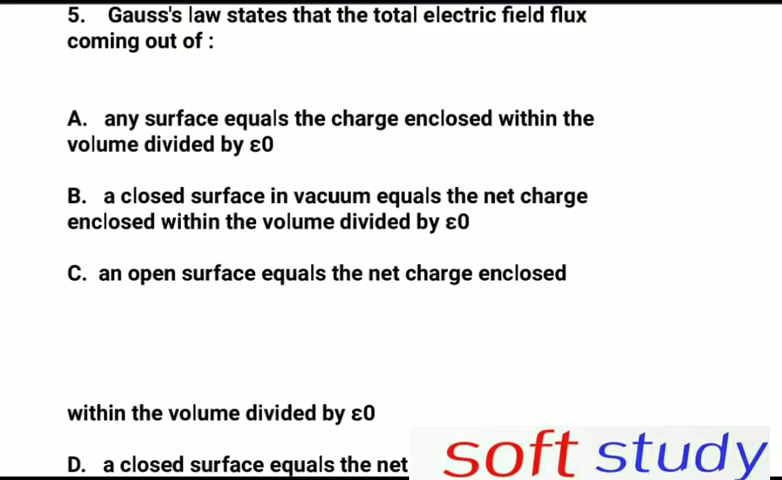 5. Gauss's law states that the total electric field flux
coming out of :
A. any surface equals the charge enclosed within the
volume divided by ε0
B. a closed surface in vacuum equals the net charge
enclosed within the volume divided by ε0
C. an open surface equals the net charge enclosed
within the volume divided by ε0
D. a closed surface equals the net
soft study